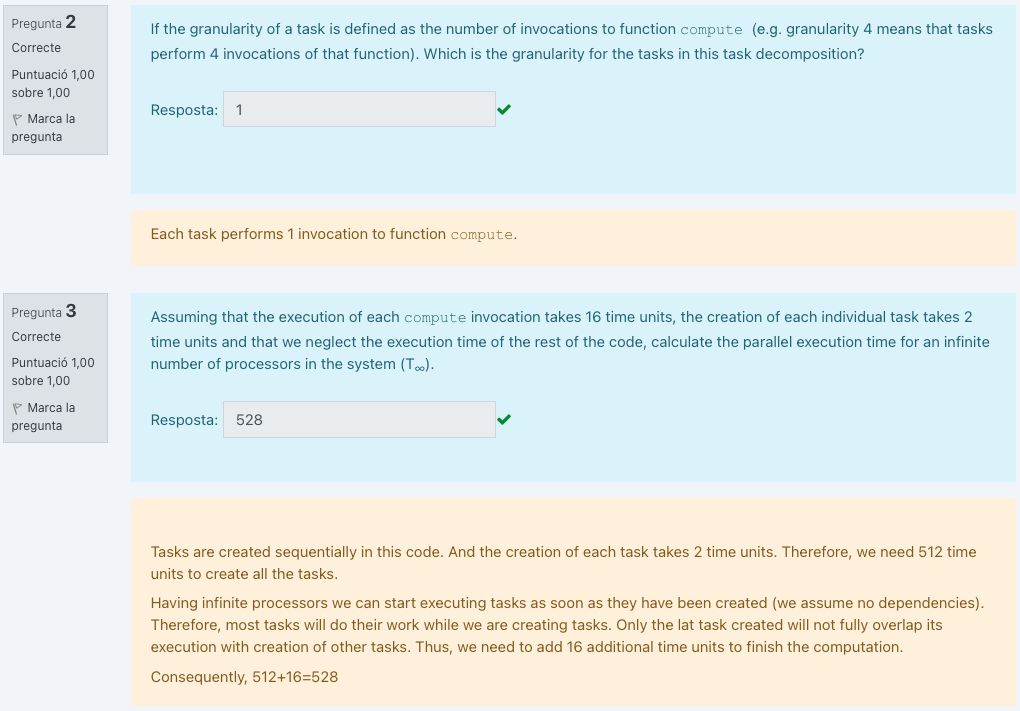 Pregunta 2
Correcte
Puntuació 1,00
sobre 1,00
Marca la
pregunta
If the granularity of a task is defined as the number of invocations to function compute (e.g. granularity 4 means that tasks
perform 4 invocations of that function). Which is the granularity for the tasks in this task decomposition?
Resposta: 1
Each task performs 1 invocation to function compute.
Pregunta 3
Correcte
Puntuació 1,00
sobre 1,00
Marca la
pregunta
Assuming that the execution of each compute invocation takes 16 time units, the creation of each individual task takes 2
time units and that we neglect the execution time of the rest of the code, calculate the parallel execution time for an infinite
number of processors in the system (T∞).
Resposta: 528
Tasks are created sequentially in this code. And the creation of each task takes 2 time units. Therefore, we need 512 time
units to create all the tasks.
Having infinite processors we can start executing tasks as soon as they have been created (we assume no dependencies).
Therefore, most tasks will do their work while we are creating tasks. Only the lat task created will not fully overlap its
execution with creation of other tasks. Thus, we need to add 16 additional time units to finish the computation.
Consequently, 512+16=528